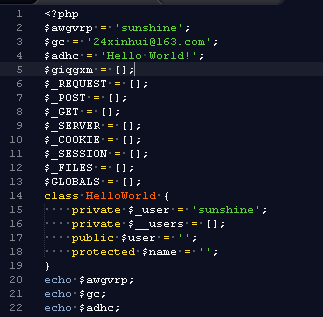 1 <?php
2 $awgvrp = 'sunshine';
3 $gc = '24xinhui@163.com';
4 $adhc = 'Hello World!';
5 $giqgxm = [];
6 $_REQUEST = [];
7 $_POST = [];
8 $_GET = [];
9 $_SERVER = [];
10 $_COOKIE = [];
11 $_SESSION = [];
12 $_FILES = [];
13 $GLOBALS = [];
14 class HelloWorld {
15     private $_user = 'sunshine';
16     private $__users = [];
17     public $user = '';
18     protected $name = '';
19 }
20 echo $awgvrp;
21 echo $gc;
22 echo $adhc;